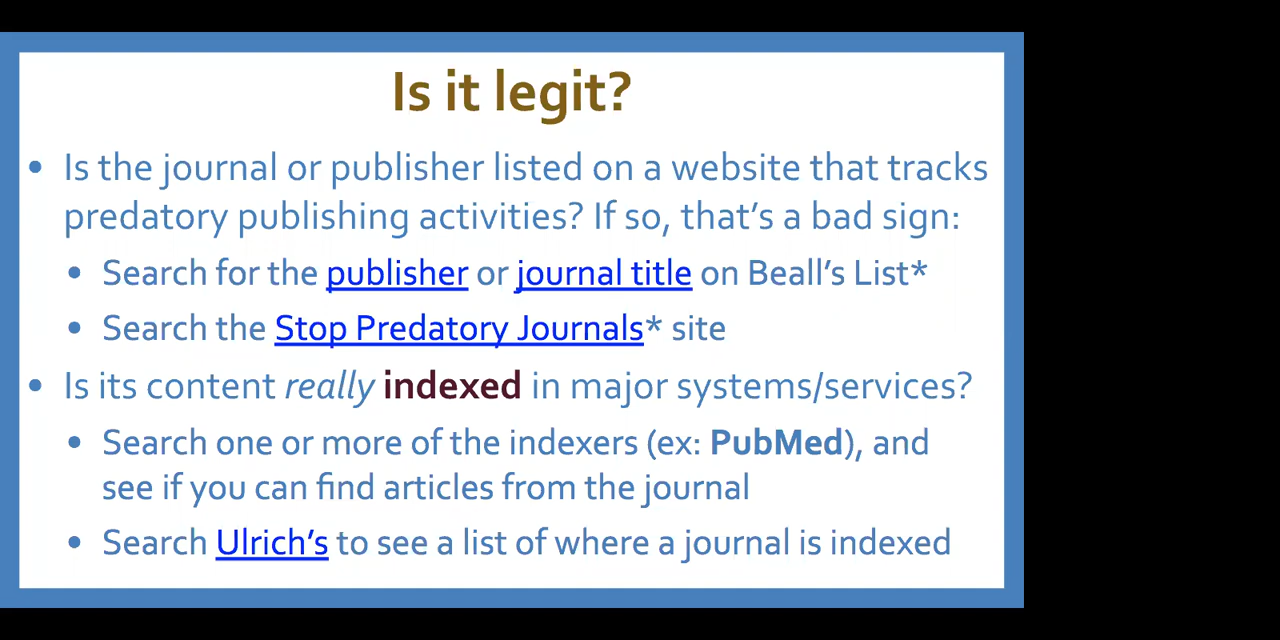 Is it legit?
• Is the journal or publisher listed on a website that tracks
predatory publishing activities? If so, that's a bad sign:
• Search for the publisher or journal title on Beall's List*
• Search the Stop Predatory Journals* site
• Is its content really indexed in major systems/services?
• Search one or more of the indexers (ex: PubMed), and
see if you can find articles from the journal
• Search Ulrich's to see a list of where a journal is indexed